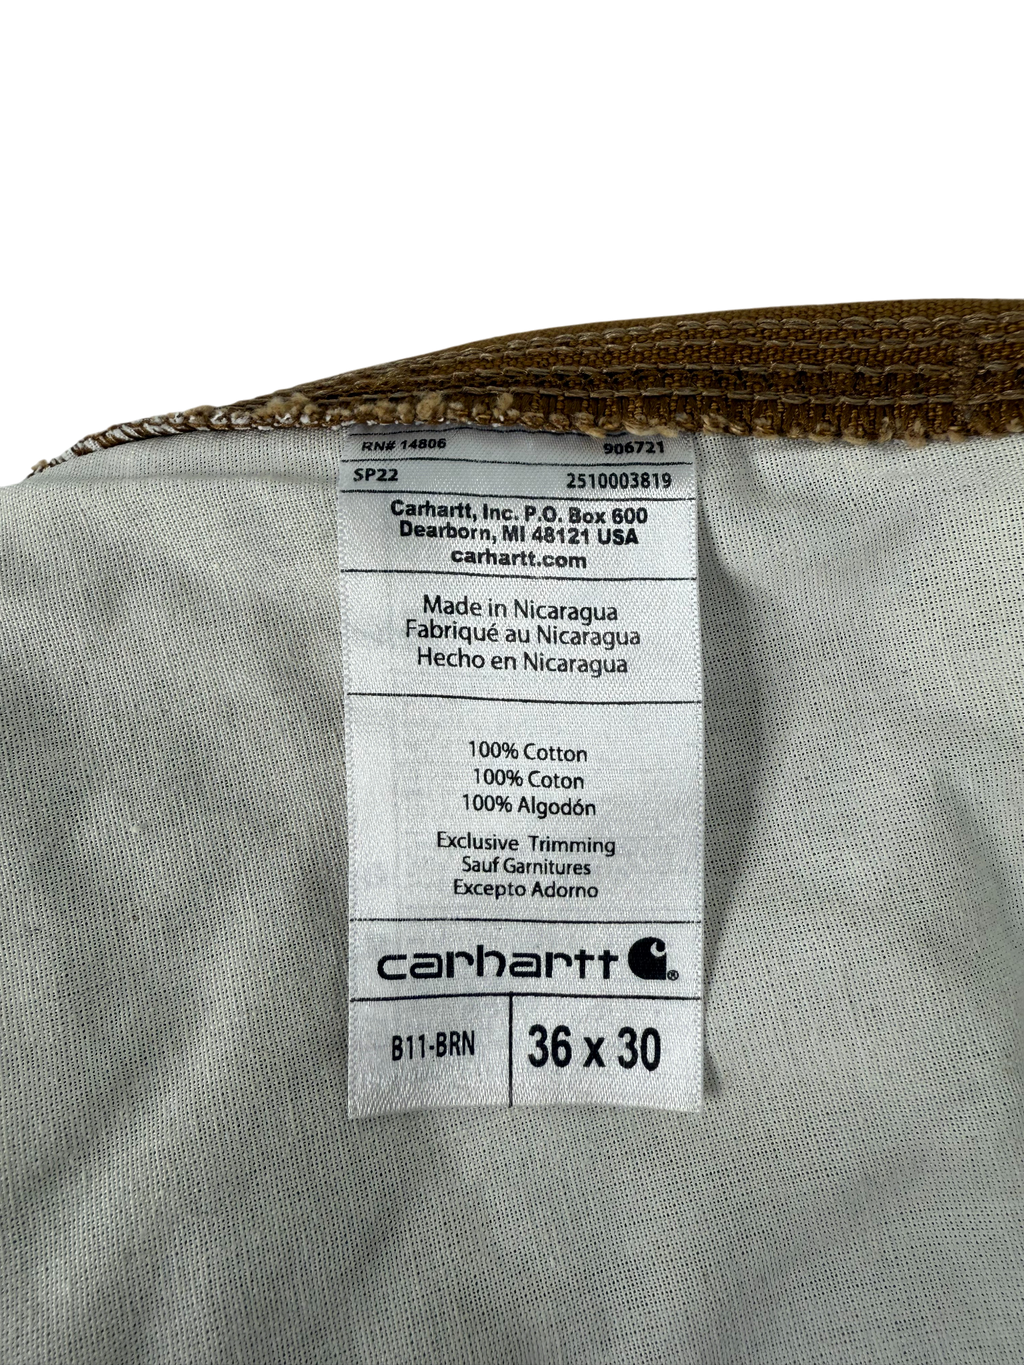 RN# 14806 906721
SP22 2510003819
Carhartt, Inc. P.O. Box 600
Dearborn, MI 48121 USA
carhartt.com
Made in Nicaragua
Fabriqué au Nicaragua
Hecho en Nicaragua
100% Cotton
100% Coton
100% Algodón
Exclusive Trimming
Sauf Garnitures
Excepto Adorno
carhartt ®
B11-BRN 36 x 30